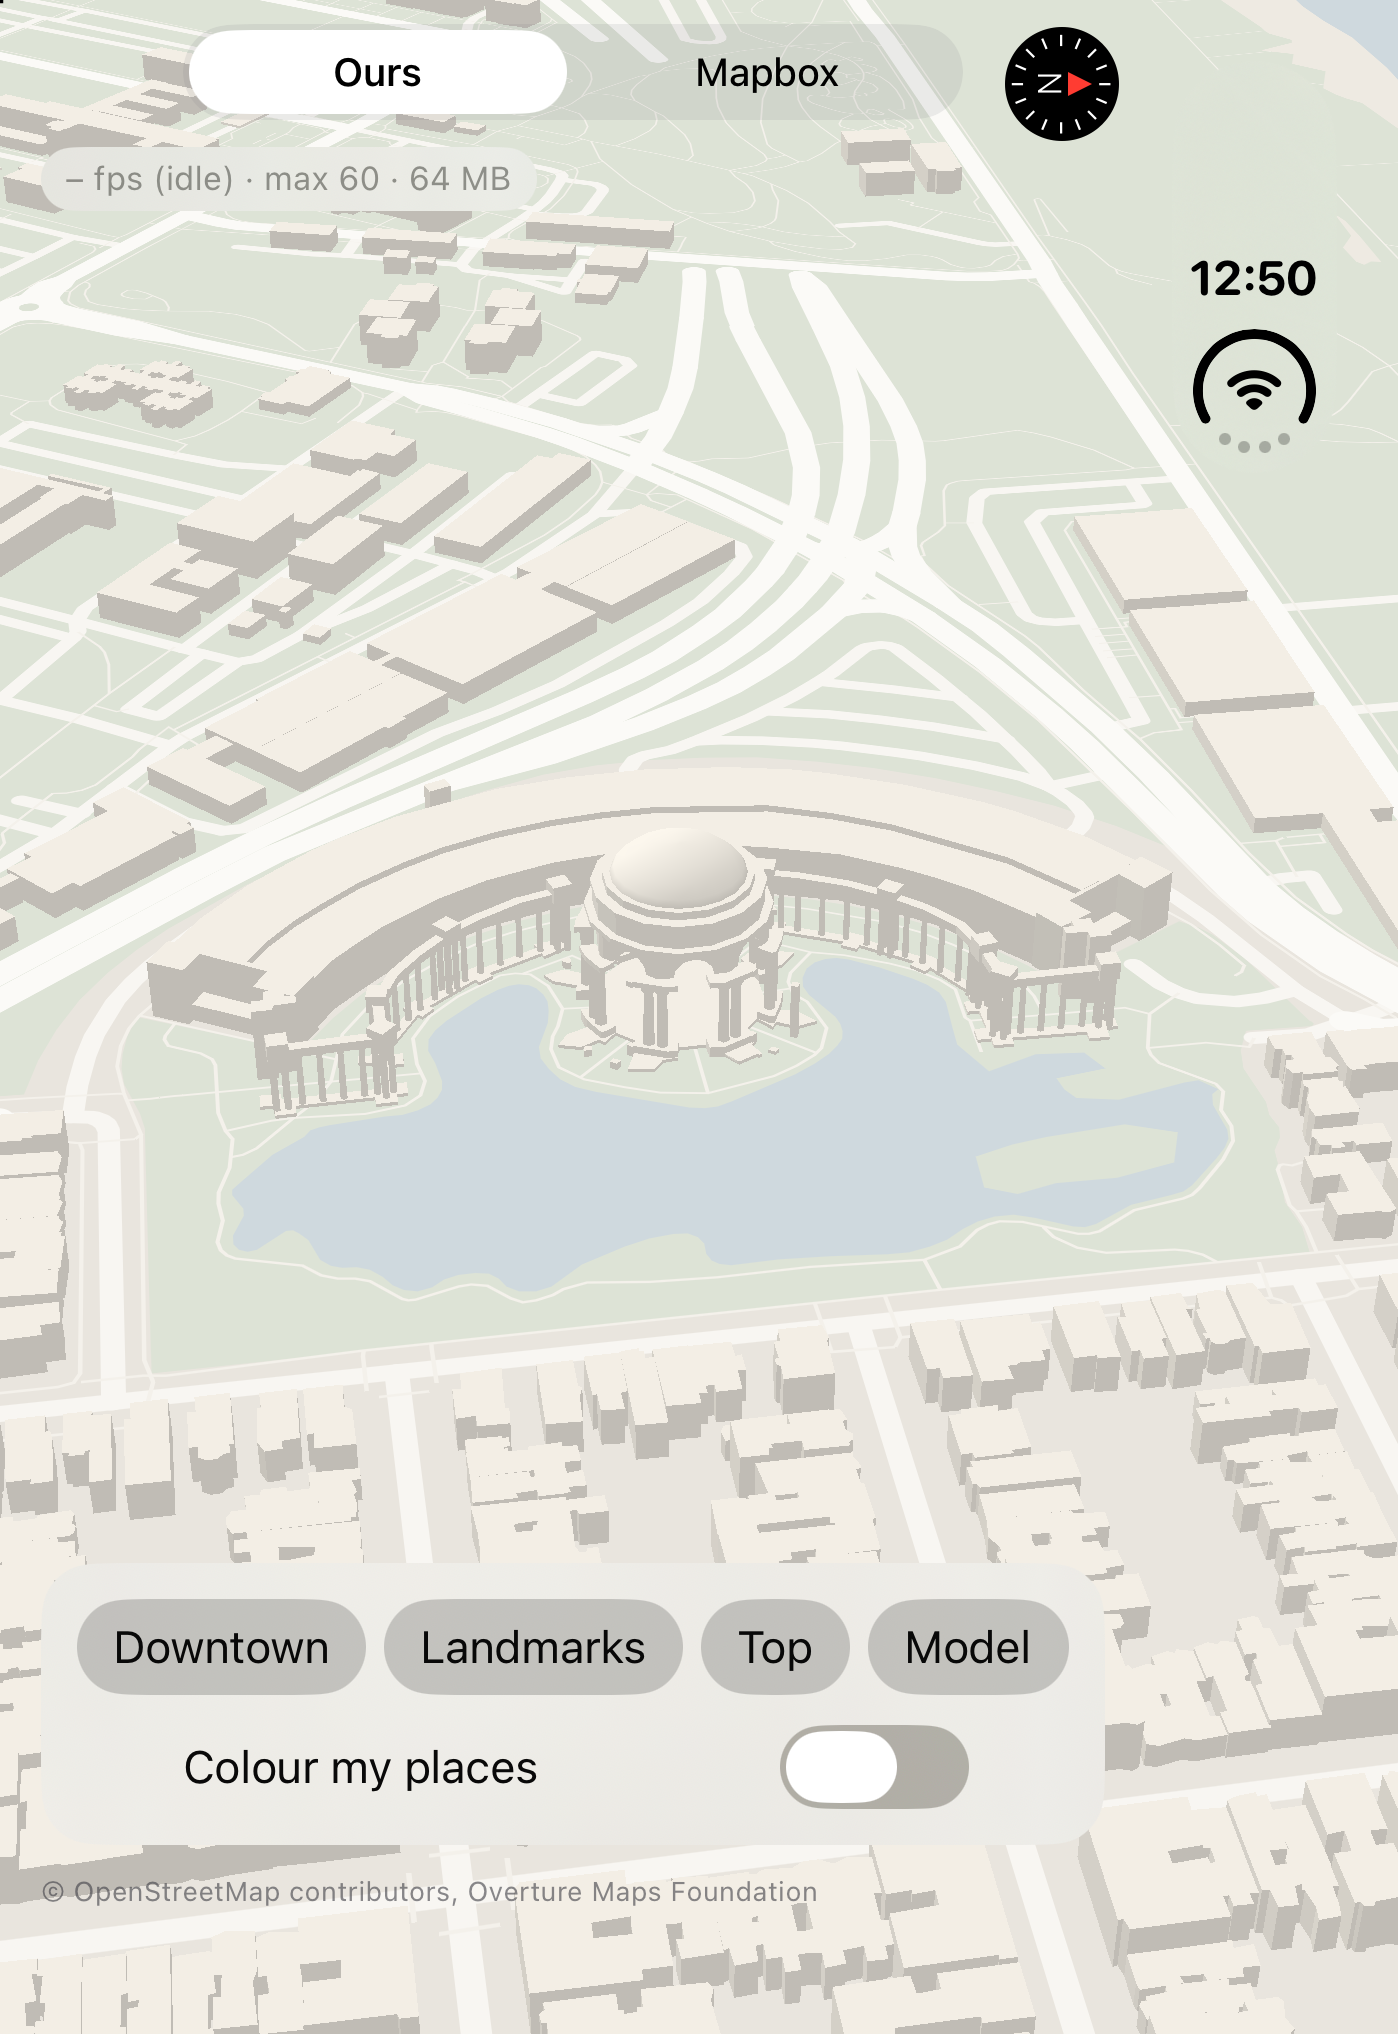 Ours
Mapbox
N
– fps (idle) · max 60 · 64 MB
12:50
Downtown
Landmarks
Top
Model
Colour my places
© OpenStreetMap contributors, Overture Maps Foundation